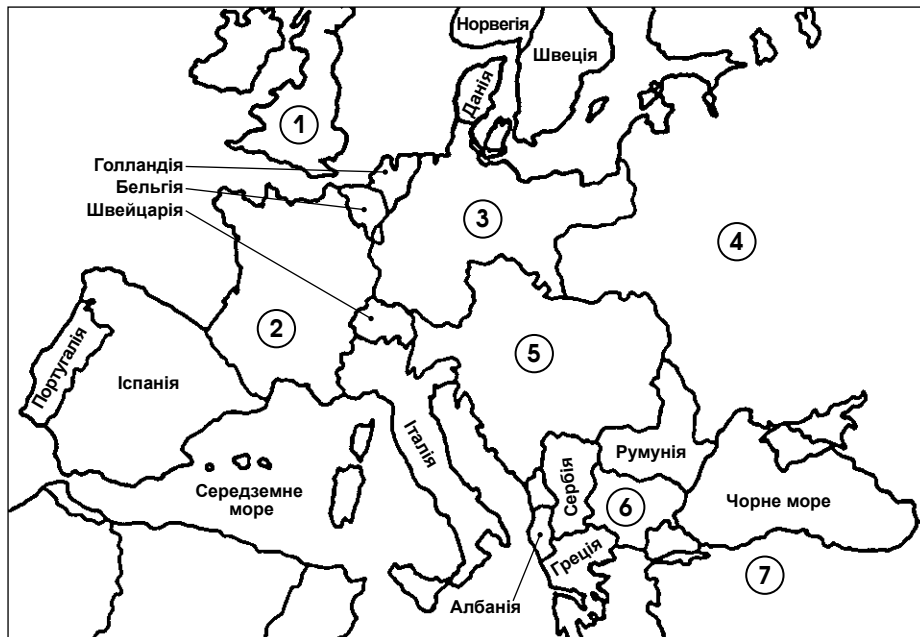 Норвегія
Швеція
Данія
1
Голландія
Бельгія
Швейцарія
3
4
2
5
Португалія
Іспанія
Італія
Румунія
Сербія
Середземне
море
6
Чорне море
Греція
7
Албанія